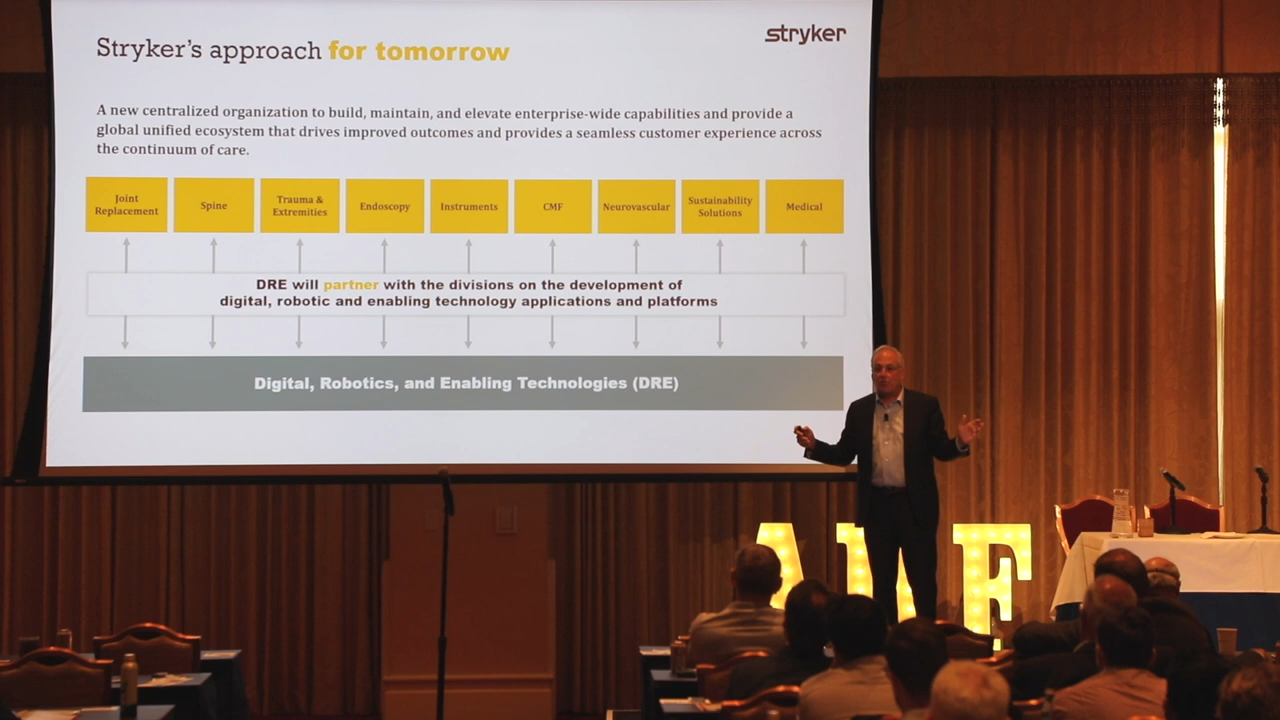 Stryker's approach for tomorrow
stryker
A new centralized organization to build, maintain, and elevate enterprise-wide capabilities and provide a
global unified ecosystem that drives improved outcomes and provides a seamless customer experience across
the continuum of care.
Joint
Replacement
Spine
Trauma &
Extremities
Endoscopy
Instruments
CMF
Neurovascular
Sustainability
Solutions
Medical
DRE will partner with the divisions on the development of
digital, robotic and enabling technology applications and platforms
Digital, Robotics, and Enabling Technologies (DRE)